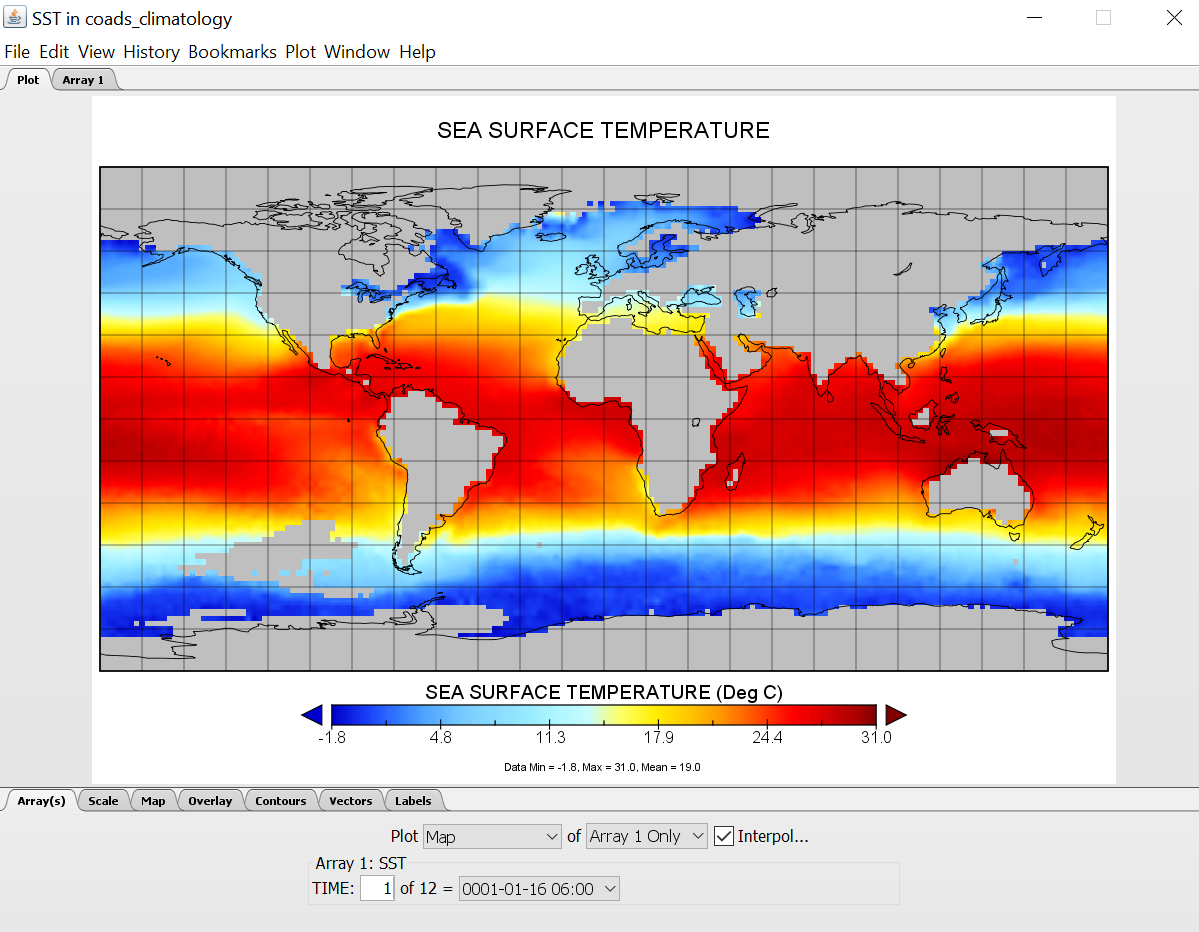 SST in coads_climatology
File Edit View History Bookmarks Plot Window Help
Plot Array 1
SEA SURFACE TEMPERATURE
SEA SURFACE TEMPERATURE (Deg C)
-1.8 4.8 11.3 17.9 24.4 31.0
Data Min = -1.8, Max = 31.0, Mean = 19.0
Array(s) Scale Map Overlay Contours Vectors Labels
Plot Map of Array 1 Only Interpol...
Array 1: SST
TIME: 1 of 12 = 0001-01-16 06:00